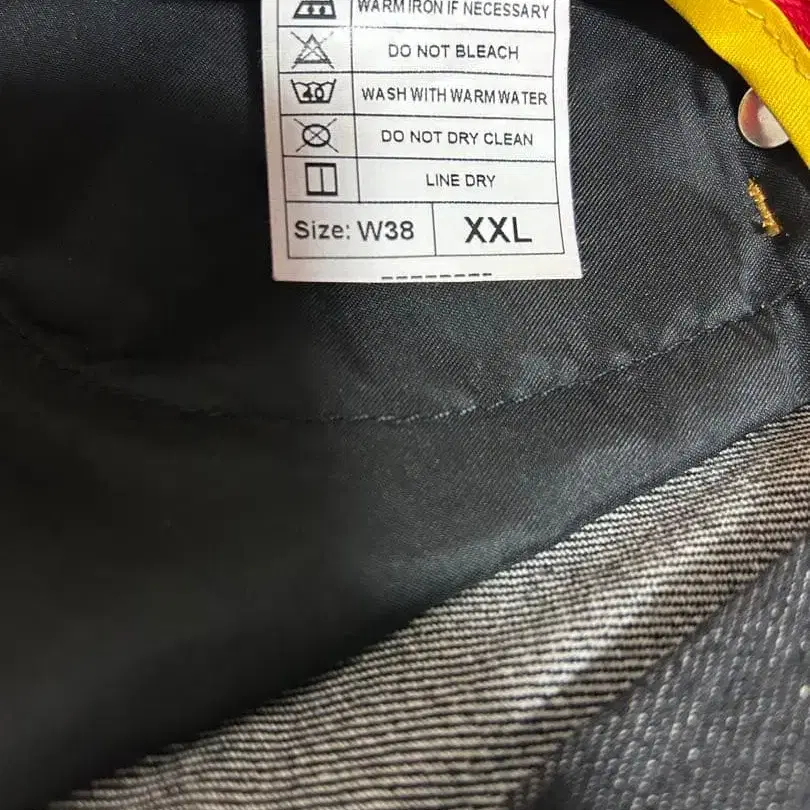 WARM IRON IF NECESSARY
DO NOT BLEACH
40 WASH WITH WARM WATER
DO NOT DRY CLEAN
LINE DRY
Size: W38 XXL